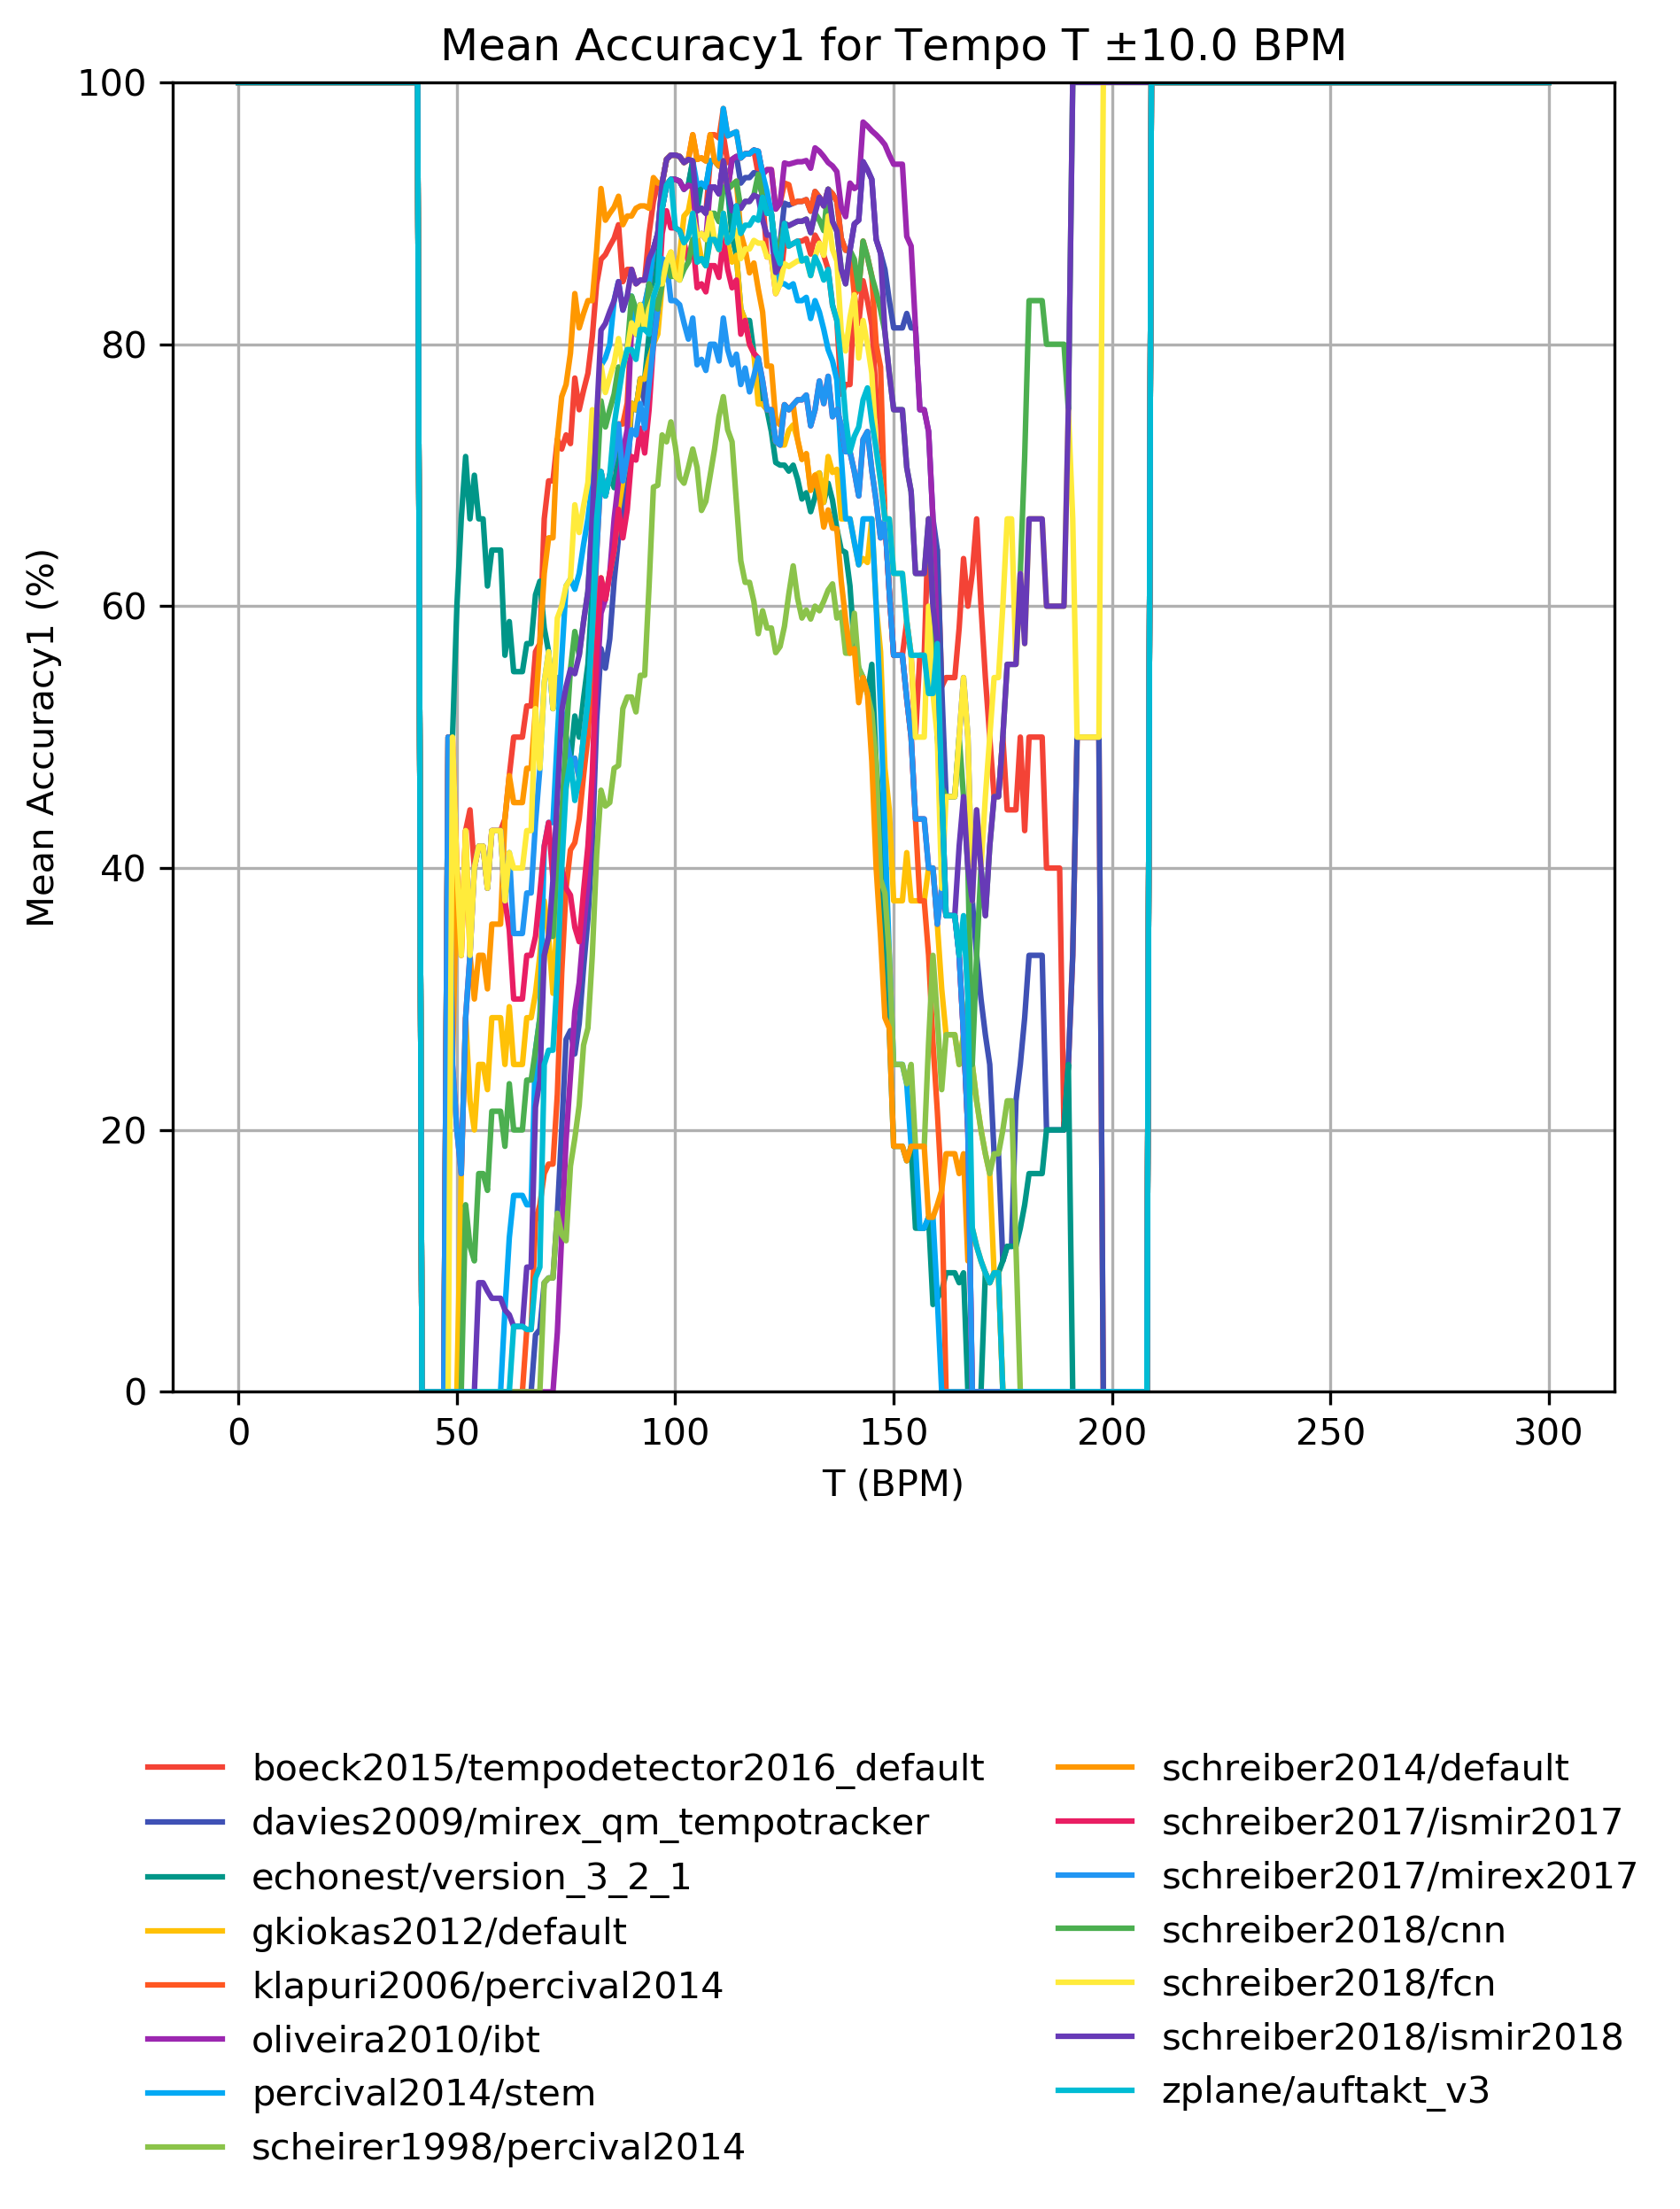 Mean Accuracy1 for Tempo T ±10.0 BPM
Mean Accuracy1 (%)
100
80
60
40
20
0
0 50 100 150 200 250 300
T (BPM)
boeck2015/tempodetector2016_default
davies2009/mirex_qm_tempotracker
echonest/version_3_2_1
gkiokas2012/default
klapuri2006/percival2014
oliveira2010/ibt
percival2014/stem
scheirer1998/percival2014
schreiber2014/default
schreiber2017/ismir2017
schreiber2017/mirex2017
schreiber2018/cnn
schreiber2018/fcn
schreiber2018/ismir2018
zplane/auftakt_v3